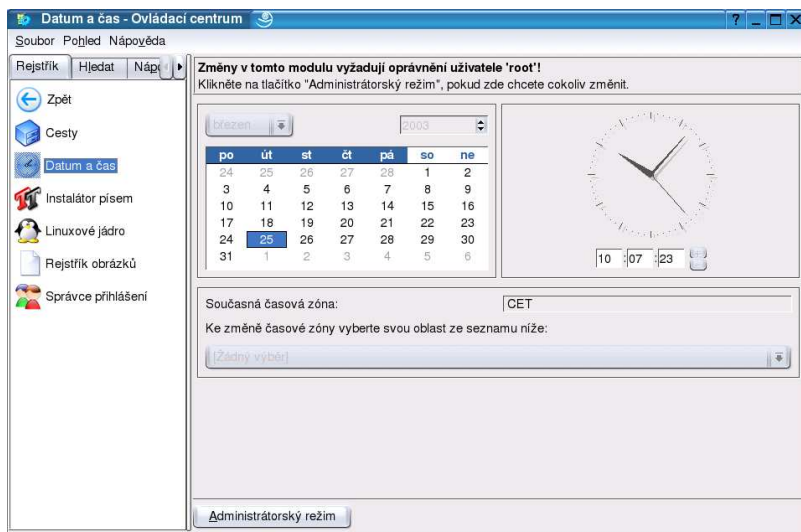 Datum a čas - Ovládací centrum
Soubor Pohled Nápověda
Rejstřík Hledat Náp
Zpět
Cesty
Datum a čas
Instalátor písem
Linuxové jádro
Rejstřík obrázků
Správce přihlášení
Změny v tomto modulu vyžadují oprávnění uživatele 'root'!
Klikněte na tlačítko "Administrátorský režim", pokud zde chcete cokoliv změnit.
březen 2003
po út st čt pá so ne
24 25 26 27 28 1 2
3 4 5 6 7 8 9
10 11 12 13 14 15 16
17 18 19 20 21 22 23
24 25 26 27 28 29 30
31 1 2 3 4 5 6
10 :07 :23
Současná časová zóna: CET
Ke změně časové zóny vyberte svou oblast ze seznamu níže:
[Žádný výběr]
Administrátorský režim